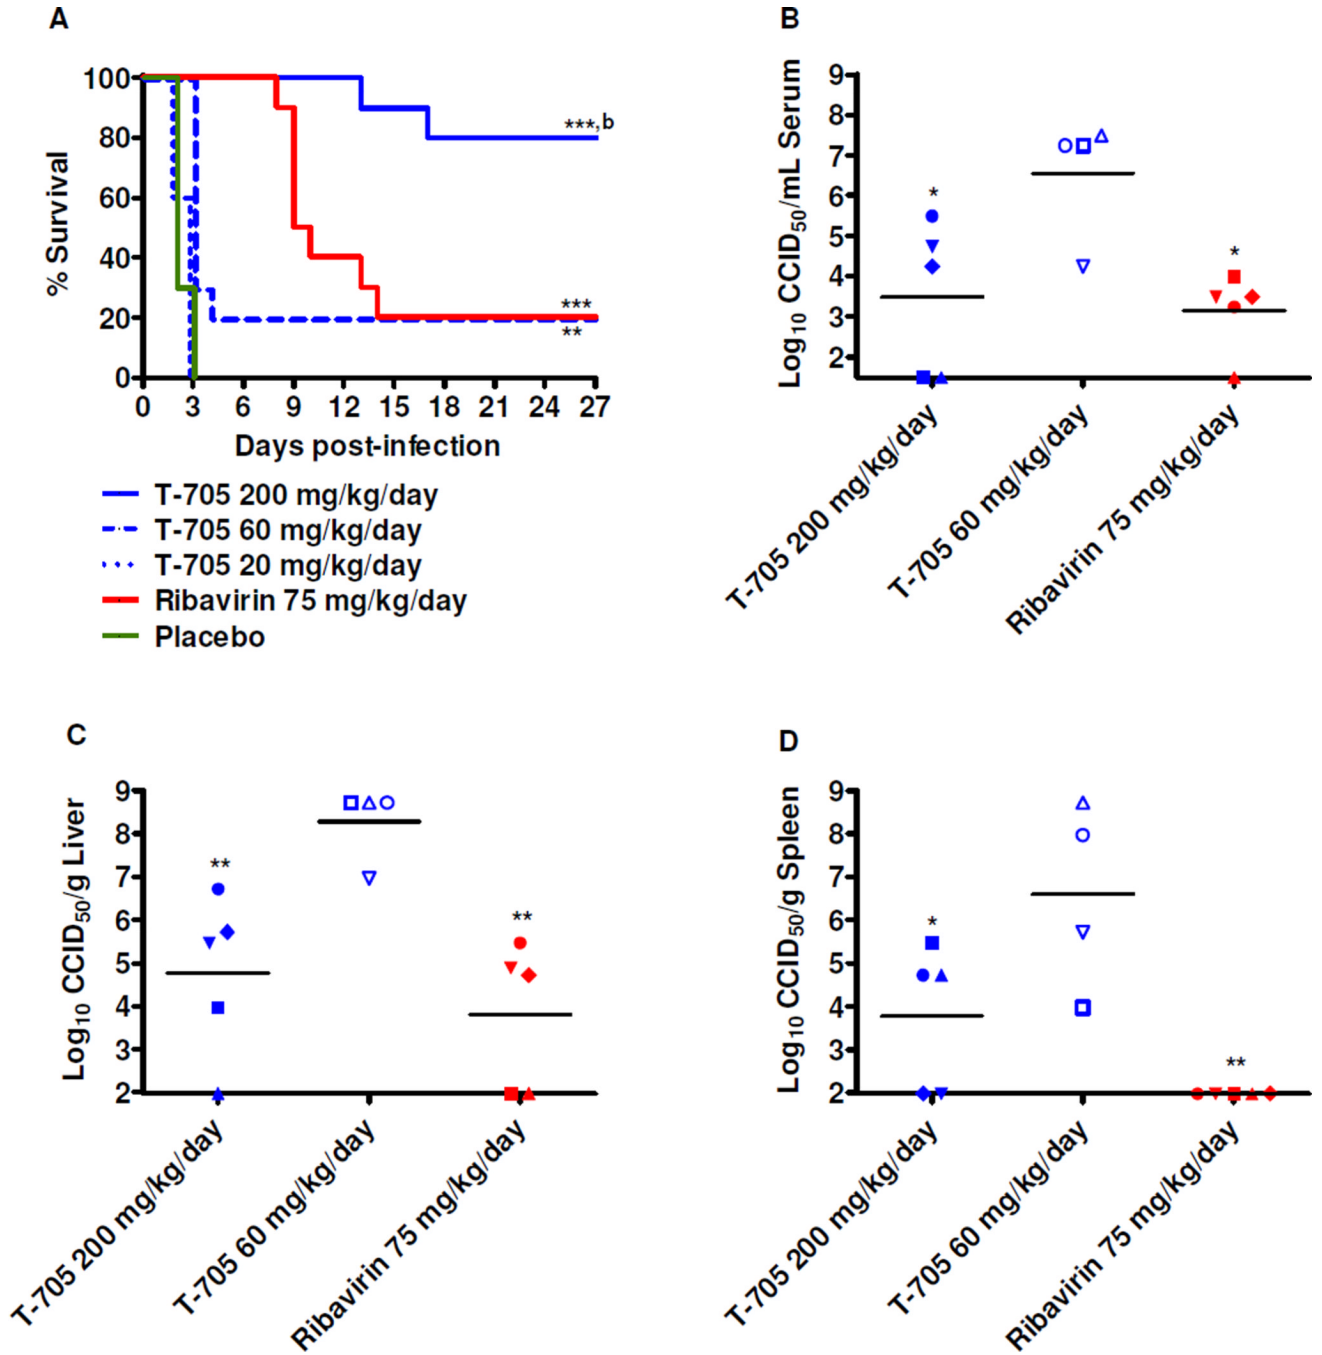 A
100
80
60
40
20
0
% Survival
***,b
***
**
0 3 6 9 12 15 18 21 24 27
Days post-infection
T-705 200 mg/kg/day
T-705 60 mg/kg/day
T-705 20 mg/kg/day
Ribavirin 75 mg/kg/day
Placebo
B
9
8
7
6
5
4
3
2
Log10 CCID50/mL Serum
*
*
T-705 200 mg/kg/day
T-705 60 mg/kg/day
Ribavirin 75 mg/kg/day
C
9
8
7
6
5
4
3
2
Log10 CCID50/g Liver
**
**
T-705 200 mg/kg/day
T-705 60 mg/kg/day
Ribavirin 75 mg/kg/day
D
9
8
7
6
5
4
3
2
Log10 CCID50/g Spleen
*
**
T-705 200 mg/kg/day
T-705 60 mg/kg/day
Ribavirin 75 mg/kg/day